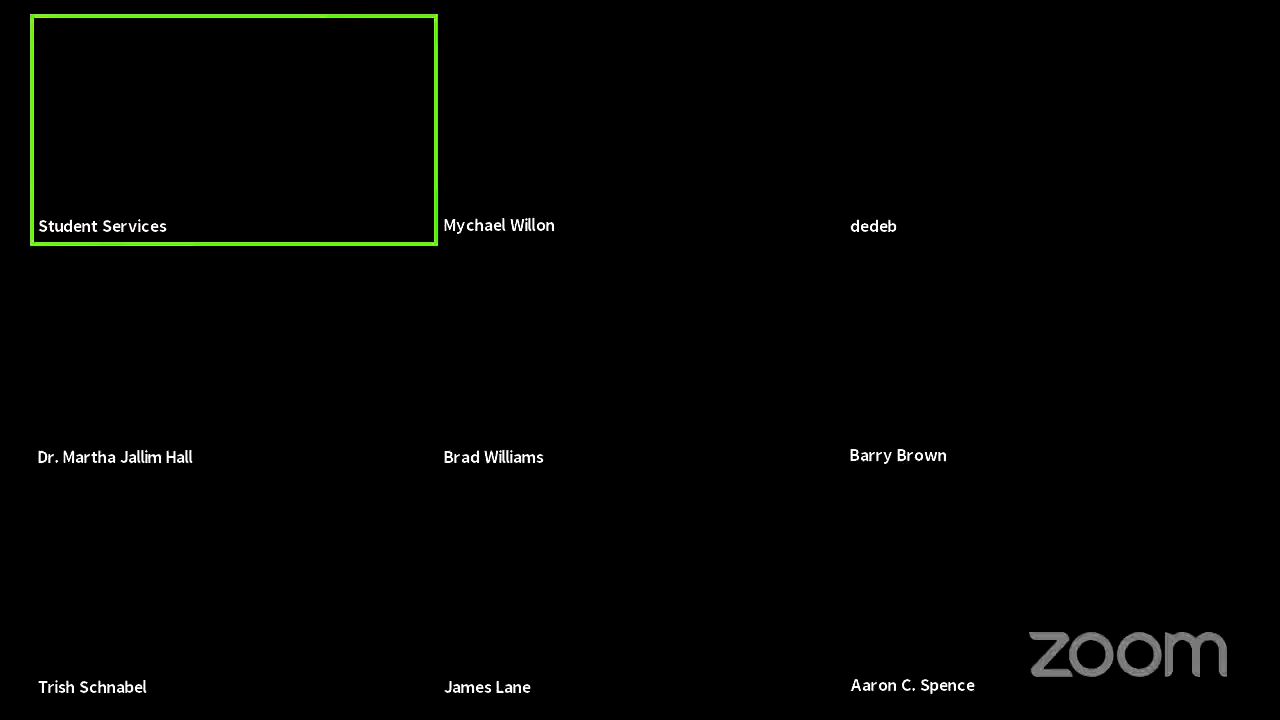 Student Services
Mychael Willon
dedeb
Dr. Martha Jallim Hall
Brad Williams
Barry Brown
Trish Schnabel
James Lane
Aaron C. Spence
zoom